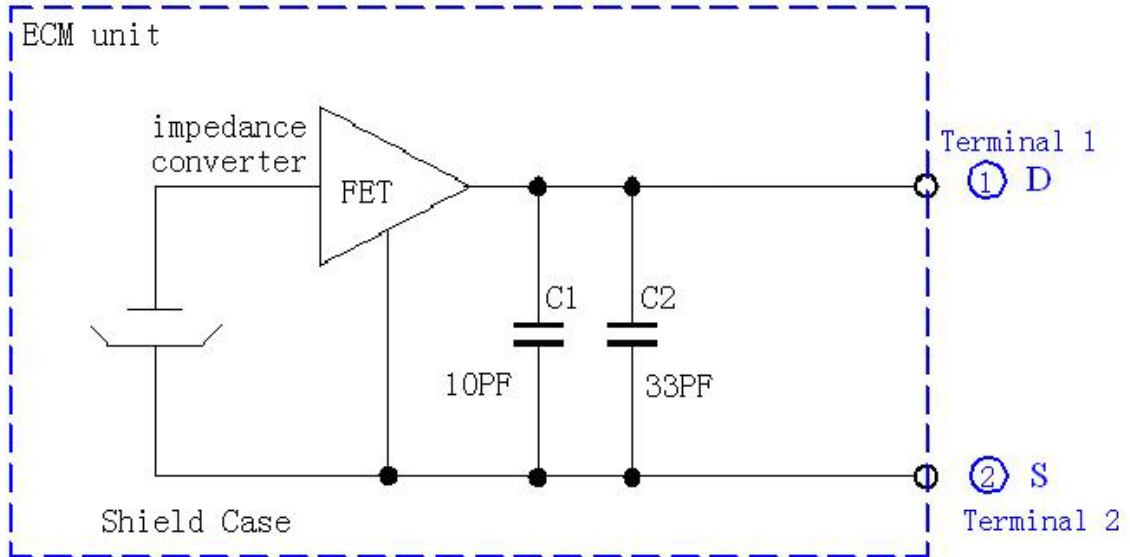 ECM unit
impedance
converter
FET
Terminal 1
① D
C1
C2
10PF
33PF
② S
Shield Case
Terminal 2